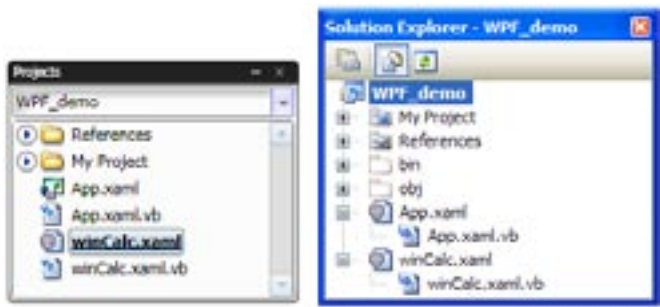 Projects
WPF_demo
References
My Project
App.xaml
App.xaml.vb
winCalc.xaml
winCalc.xaml.vb
Solution Explorer - WPF_demo
WPF_demo
My Project
References
bin
obj
App.xaml
App.xaml.vb
winCalc.xaml
winCalc.xaml.vb